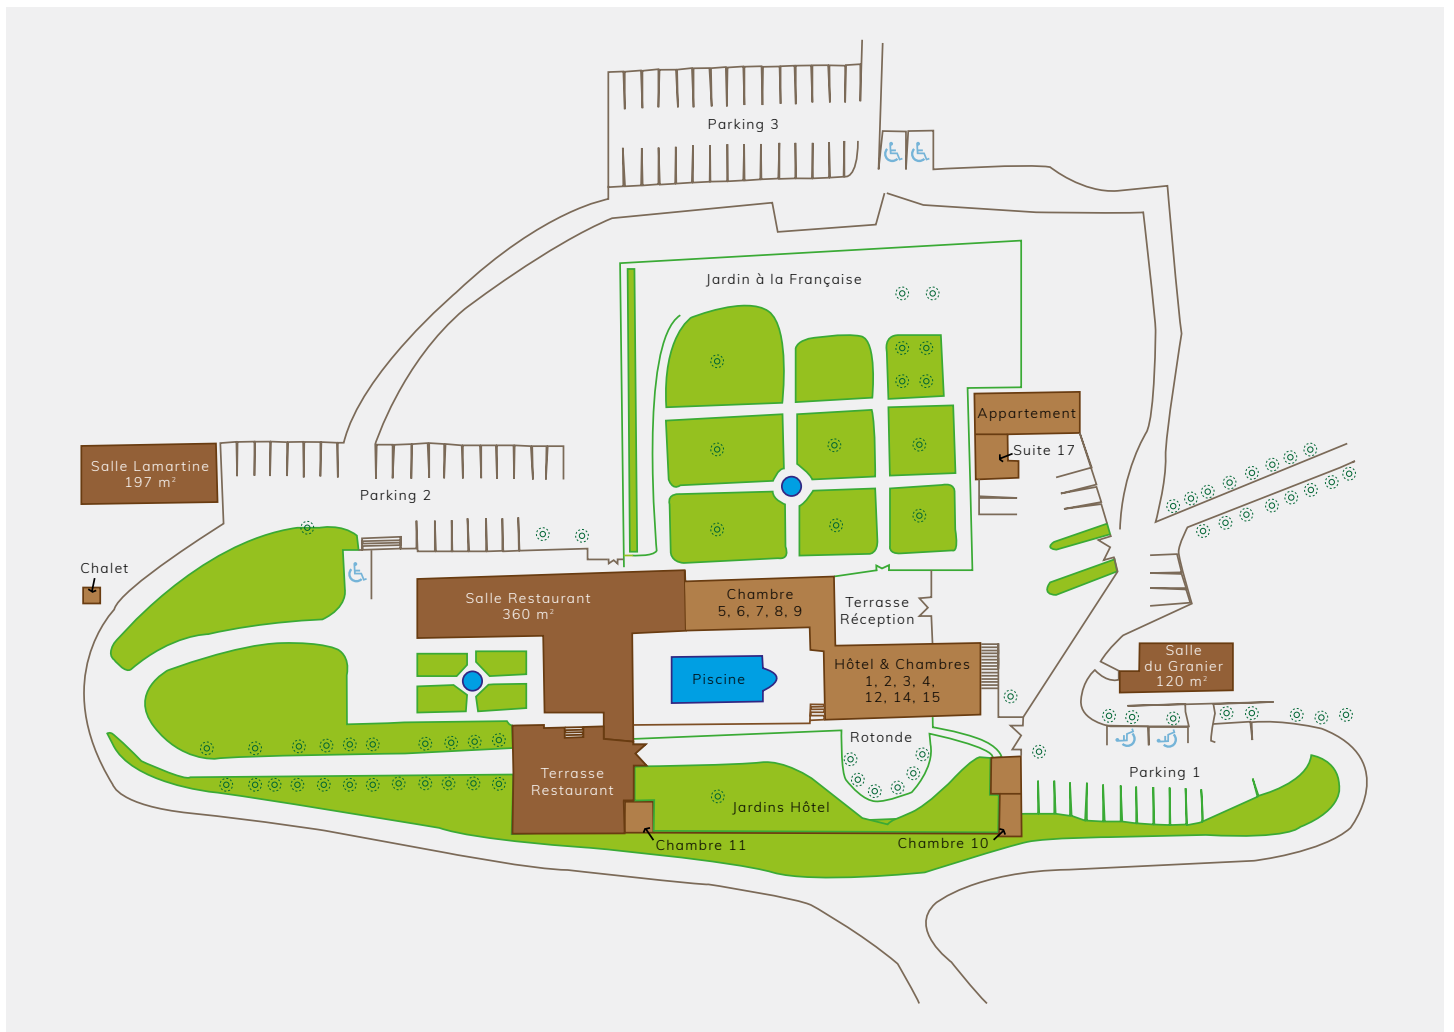 Parking 3
Jardin à la Française
Appartement
Suite 17
Salle Lamartine
197 m²
Parking 2
Chalet
Salle Restaurant
360 m²
Chambre
5, 6, 7, 8, 9
Terrasse
Réception
Hôtel & Chambres
1, 2, 3, 4,
12, 14, 15
Salle
du Granier
120 m²
Piscine
Rotonde
Terrasse
Restaurant
Jardins Hôtel
Parking 1
Chambre 11
Chambre 10